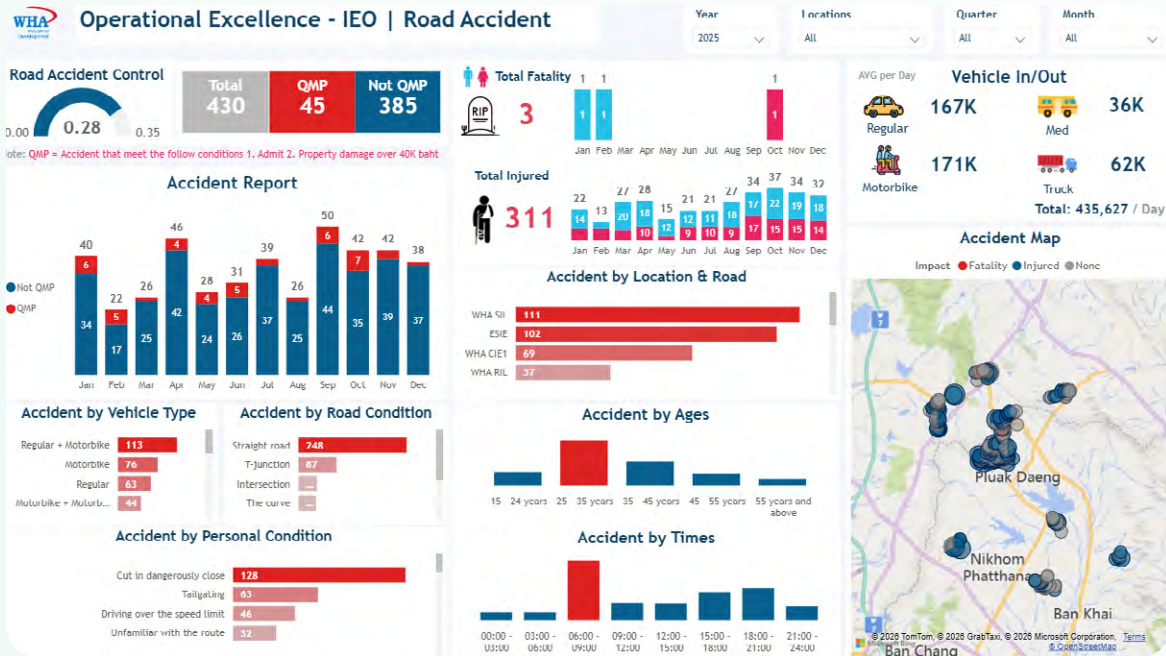 WHA
Industrial
Development
Operational Excellence - IEO | Road Accident
Year
2025
Locations
All
Quarter
All
Month
All
Road Accident Control
0.00
0.28
0.35
Total
430
QMP
45
Not QMP
385
Note: QMP = Accident that meet the follow conditions 1. Admit 2. Property damage over 40K baht
Accident Report
Not QMP
QMP
40 22 26 46 28 31 39 26 50 42 42 38
6 5 4 4 5 6 7
34 17 25 42 24 26 37 25 44 35 39 37
Jan Feb Mar Apr May Jun Jul Aug Sep Oct Nov Dec
Accident by Vehicle Type
Regular + Motorbike 113
Motorbike 76
Regular 63
Motorbike + Motorb... 44
Accident by Road Condition
Straight road 248
T-junction 87
Intersection ...
The curve ...
Accident by Personal Condition
Cut in dangerously close 128
Tailgating 63
Driving over the speed limit 46
Unfamiliar with the route 32
Total Fatality
RIP
3
1 1 1
1 1 1
Jan Feb Mar Apr May Jun Jul Aug Sep Oct Nov Dec
Total Injured
311
22 13 27 28 15 21 21 27 34 37 34 32
14 20 18 12 12 11 18 17 22 19 18
10 9 10 9 17 15 15 14
Jan Feb Mar Apr May Jun Jul Aug Sep Oct Nov Dec
Accident by Location & Road
WHA SIL 111
ESIE 102
WHA CIE1 69
WHA RIL 37
Accident by Ages
15 24 years
25 35 years
35 45 years
45 55 years
55 years and
above
Accident by Times
00:00 -
03:00
03:00 -
06:00
06:00 -
09:00
09:00 -
12:00
12:00 -
15:00
15:00 -
18:00
18:00 -
21:00
21:00 -
24:00
AVG per Day
Vehicle In/Out
167K
Regular
36K
Med
171K
Motorbike
62K
Truck
Total: 435,627 / Day
Accident Map
Impact Fatality Injured None
7
Pluak Daeng
Nikhom
Phatthana
Ban Khai
7
© 2026 TomTom, © 2026 GrabTaxi, © 2026 Microsoft Corporation, Terms
© OpenStreetMap
Ban Chang